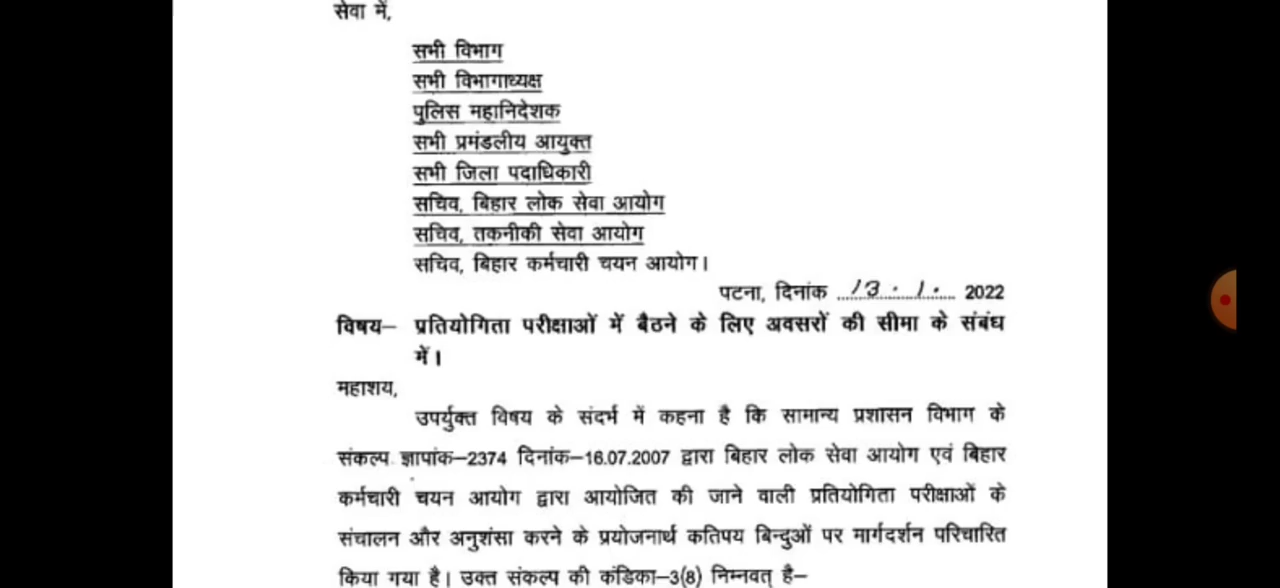 सेवा में,
सभी विभाग
सभी विभागाध्यक्ष
पुलिस महानिदेशक
सभी प्रमंडलीय आयुक्त
सभी जिला पदाधिकारी
सचिव, बिहार लोक सेवा आयोग
सचिव, तकनीकी सेवा आयोग
सचिव, बिहार कर्मचारी चयन आयोग।
पटना, दिनांक 13.1. 2022
विषय– प्रतियोगिता परीक्षाओं में बैठने के लिए अवसरों की सीमा के संबंध
में।
महाशय,
उपर्युक्त विषय के संदर्भ में कहना है कि सामान्य प्रशासन विभाग के
संकल्प ज्ञापांक–2374 दिनांक–16.07.2007 द्वारा बिहार लोक सेवा आयोग एवं बिहार
कर्मचारी चयन आयोग द्वारा आयोजित की जाने वाली प्रतियोगिता परीक्षाओं के
संचालन और अनुशंसा करने के प्रयोजनार्थ कतिपय बिन्दुओं पर मार्गदर्शन परिचारित
किया गया है। उक्त संकल्प की कंडिका–3(8) निम्नवत् है–